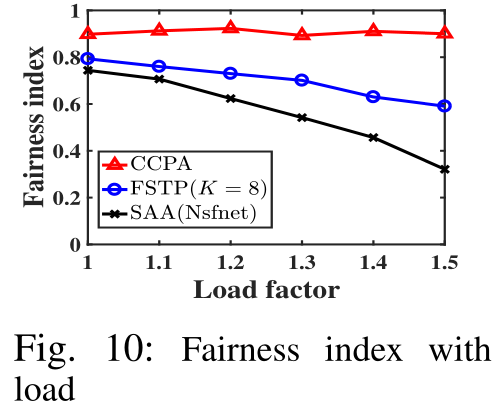 1
0.8
0.6
0.4
0.2
0
Fairness index
CCPA
FSTP(K = 8)
SAA(Nsfnet)
1 1.1 1.2 1.3 1.4 1.5
Load factor
Fig. 10: Fairness index with
load